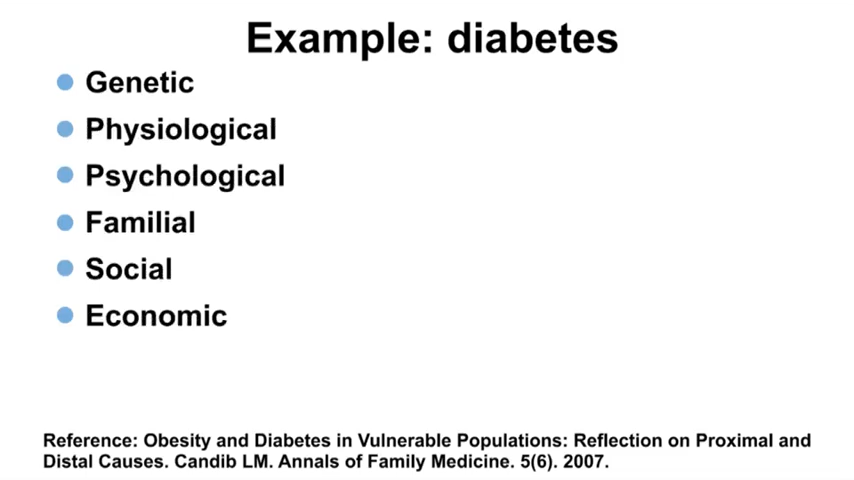 Example: diabetes
Genetic
Physiological
Psychological
Familial
Social
Economic
Reference: Obesity and Diabetes in Vulnerable Populations: Reflection on Proximal and
Distal Causes. Candib LM. Annals of Family Medicine. 5(6). 2007.